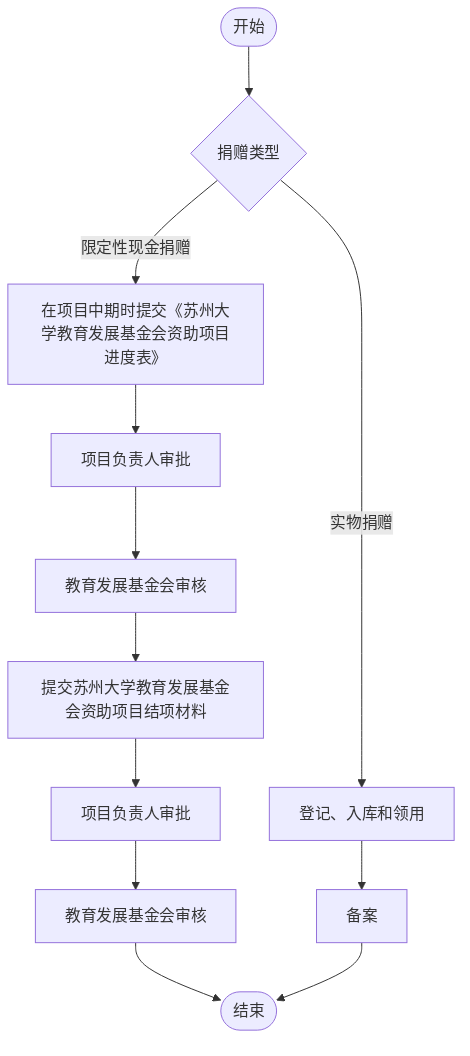 开始
捐赠类型
限定性现金捐赠
在项目中期时提交《苏州大
学教育发展基金会资助项目
进度表》
项目负责人审批
实物捐赠
教育发展基金会审核
提交苏州大学教育发展基金
会资助项目结项材料
项目负责人审批
登记、入库和领用
教育发展基金会审核
备案
结束